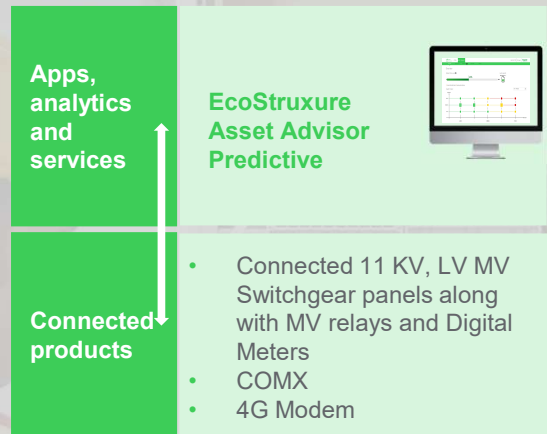 Apps,
analytics
and
services
EcoStruxure
Asset Advisor
Predictive
Connected
products
• Connected 11 KV, LV MV
Switchgear panels along
with MV relays and Digital
Meters
• COMX
• 4G Modem